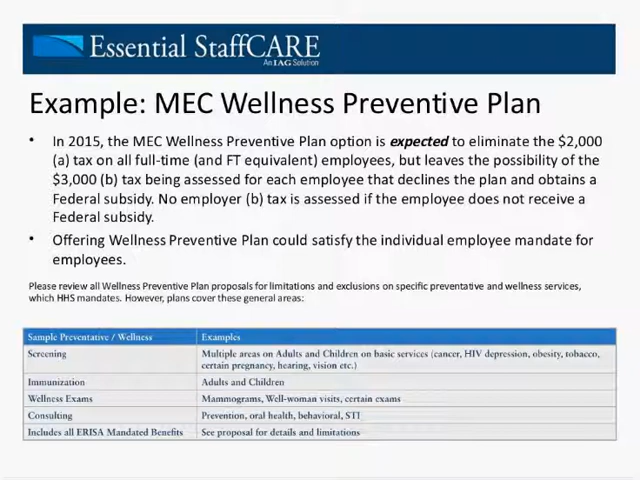 Essential StaffCARE
An IAG Solution
Example: MEC Wellness Preventive Plan
• In 2015, the MEC Wellness Preventive Plan option is expected to eliminate the $2,000
(a) tax on all full-time (and FT equivalent) employees, but leaves the possibility of the
$3,000 (b) tax being assessed for each employee that declines the plan and obtains a
Federal subsidy. No employer (b) tax is assessed if the employee does not receive a
Federal subsidy.
• Offering Wellness Preventive Plan could satisfy the individual employee mandate for
employees.
Please review all Wellness Preventive Plan proposals for limitations and exclusions on specific preventative and wellness services,
which HHS mandates. However, plans cover these general areas:
Sample Preventative / Wellness Examples
Screening Multiple areas on Adults and Children on basic services (cancer, HIV depression, obesity, tobacco,
certain pregnancy, hearing, vision etc.)
Immunization Adults and Children
Wellness Exams Mammograms, Well-woman visits, certain exams
Consulting Prevention, oral health, behavioral, STI
Includes all ERISA Mandated Benefits See proposal for details and limitations